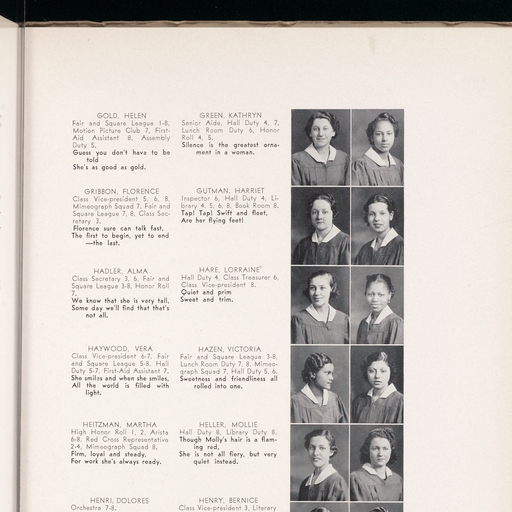 GOLD, HELEN
Fair and Square League 1-8,
Motion Picture Club 7, First-
Aid Assistant 8, Assembly
Duty 5.
Guess you don't have to be
told
She's as good as gold.
GREEN, KATHRYN
Senior Aide, Hall Duty 4, 7,
Lunch Room Duty 6, Honor
Roll 4, 5.
Silence is the greatest orna-
ment in a woman.
GRIBBON, FLORENCE
Class Vice-president 5, 6, 8,
Mimeograph Squad 7, Fair and
Square League 7, 8, Class Sec-
retary 3.
Florence sure can talk fast,
The first to begin, yet to end
—the last.
GUTMAN, HARRIET
Inspector 6, Hall Duty 4, Li-
brary 4, 5, 6, 8, Book Room 8.
Tap! Tap! Swift and fleet,
Are her flying feet!
HADLER, ALMA
Class Secretary 3, 6, Fair and
Square League 3-8, Honor Roll
7.
We know that she is very tall,
Some day we'll find that that's
not all.
HARE, LORRAINE
Hall Duty 4, Class Treasurer 6,
Class Vice-president 8.
Quiet and prim
Sweet and trim.
HAYWOOD, VERA
Class Vice-president 6-7, Fair
and Square League 5-8, Hall
Duty 5-7, First-Aid Assistant 7.
She smiles and when she smiles,
All the world is filled with
light.
HAZEN, VICTORIA
Fair and Square League 3-8,
Lunch Room Duty 7, 8, Mimeo-
graph Squad 7, Hall Duty 5, 6.
Sweetness and friendliness all
rolled into one.
HEITZMAN, MARTHA
High Honor Roll 1, 2, Arista
6-8, Red Cross Representative
2-4, Mimeograph Squad 8.
Firm, loyal and steady,
For work she's always ready.
HELLER, MOLLIE
Hall Duty 8, Library Duty 8.
Though Molly's hair is a flam-
ing red,
She is not all fiery, but very
quiet instead.
HENRI, DOLORES
Orchestra 7-8.
HENRY, BERNICE
Class Vice-president 3, Literary